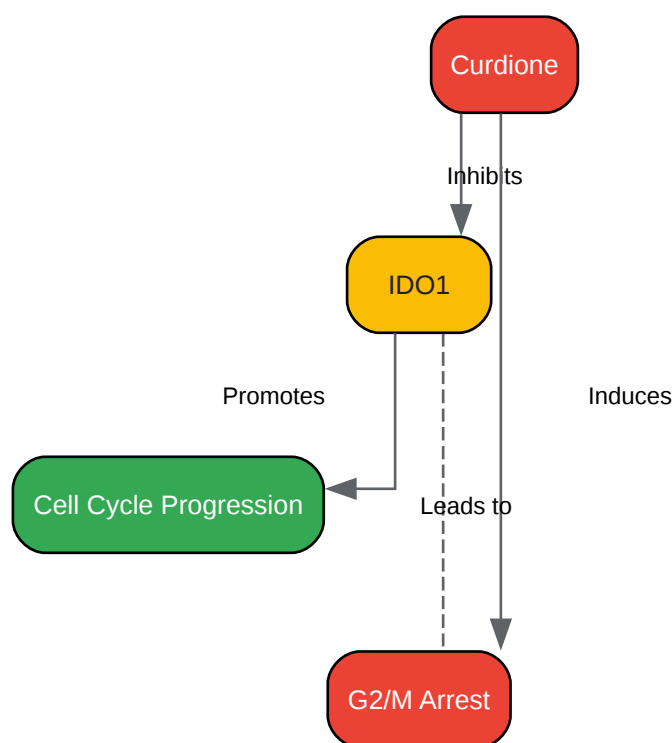 Curdione
Inhibits
IDO1
Promotes
Induces
Cell Cycle Progression
Leads to
G2/M Arrest